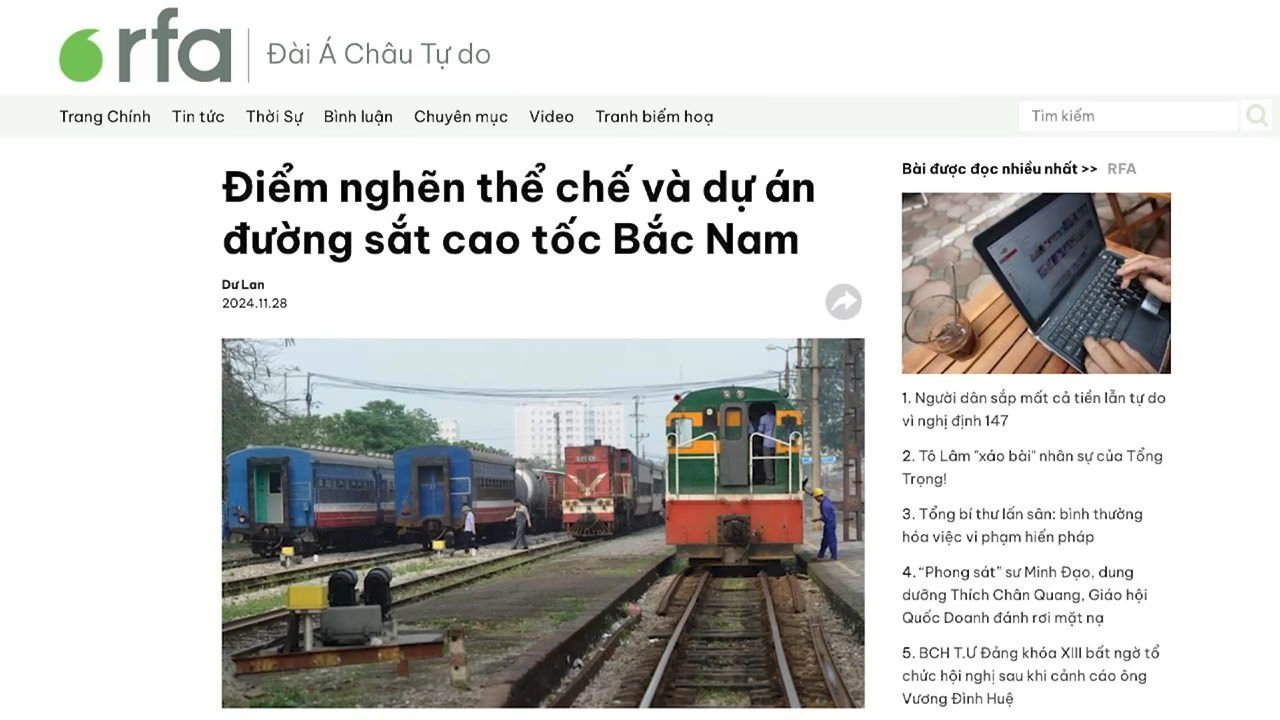 rfa Đài Á Châu Tự do
Trang Chính Tin tức Thời Sự Bình luận Chuyên mục Video Tranh biếm hoạ Tìm kiếm
Điểm nghẽn thể chế và dự án
đường sắt cao tốc Bắc Nam
Dư Lan
2024.11.28
Bài được đọc nhiều nhất >> RFA
1. Người dân sắp mất cả tiền lẫn tự do
vì nghị định 147
2. Tô Lâm "xáo bài" nhân sự của Tổng
Trọng!
3. Tổng bí thư lấn sân: bình thường
hóa việc vi phạm hiến pháp
4. “Phong sát” sư Minh Đạo, dung
dưỡng Thích Chân Quang, Giáo hội
Quốc Doanh đánh rơi mặt nạ
5. BCH T.Ư Đảng khóa XIII bất ngờ tổ
chức hội nghị sau khi cảnh cáo ông
Vương Đình Huệ